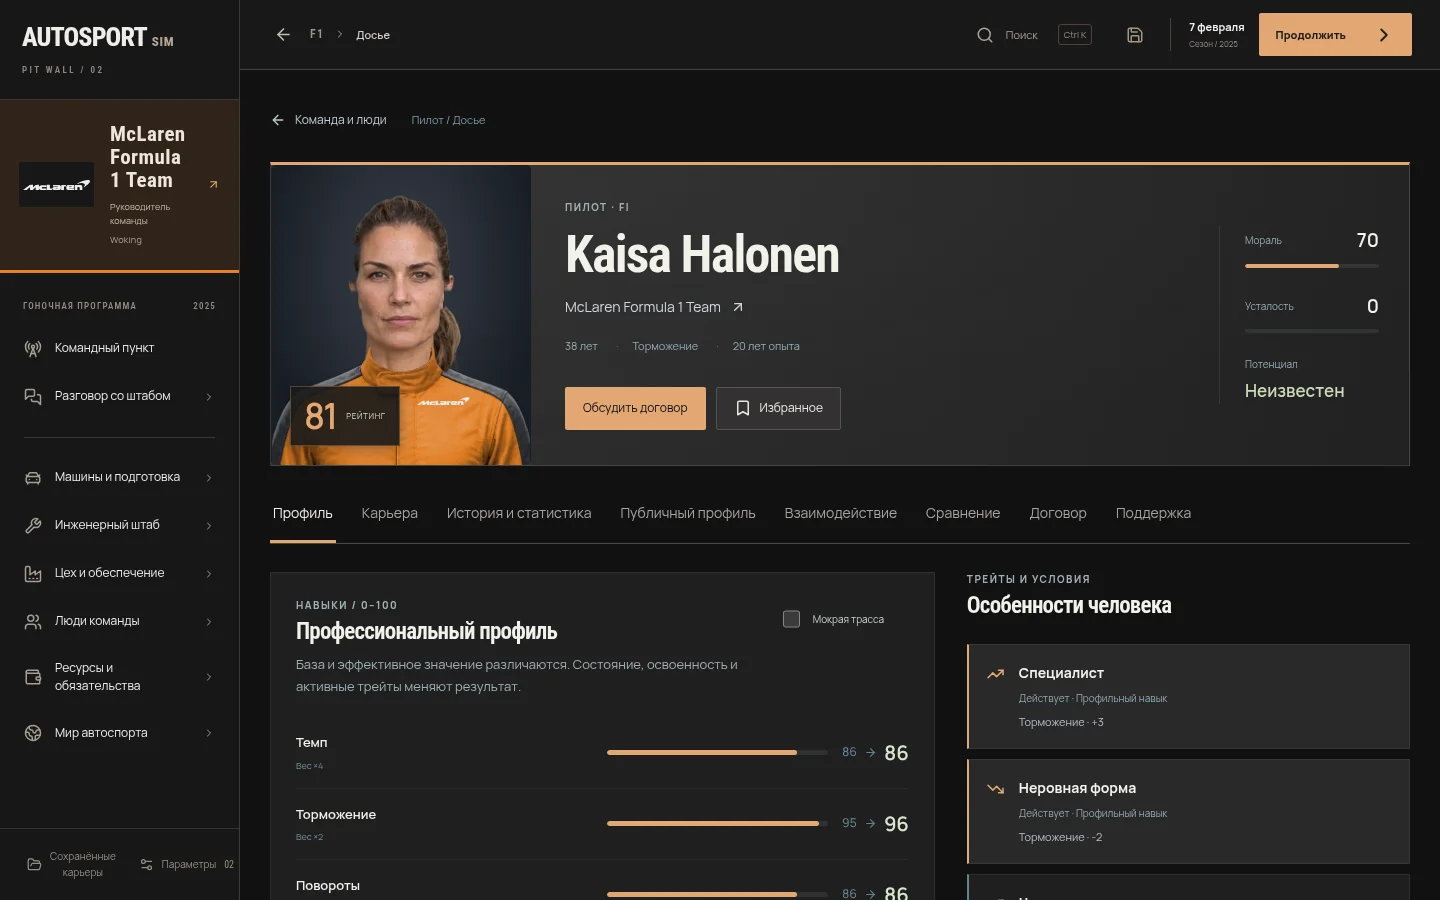 AUTOSPORT SIM
PIT WALL / 02
McLaren
McLaren
Formula
1 Team
Руководитель
команды
Woking
ГОНОЧНАЯ ПРОГРАММА 2025
Командный пункт
Разговор со штабом
Машины и подготовка
Инженерный штаб
Цех и обеспечение
Люди команды
Ресурсы и
обязательства
Мир автоспорта
Сохранённые
карьеры
Параметры 02
F1 Досье
Поиск Ctrl K
7 февраля
Сезон / 2025
Продолжить
Команда и люди Пилот / Досье
McLaren
81 РЕЙТИНГ
ПИЛОТ · F1
Kaisa Halonen
McLaren Formula 1 Team
38 лет · Торможение · 20 лет опыта
Обсудить договор Избранное
Мораль 70
Усталость 0
Потенциал
Неизвестен
Профиль Карьера История и статистика Публичный профиль Взаимодействие Сравнение Договор Поддержка
НАВЫКИ / 0–100
Профессиональный профиль
Мокрая трасса
База и эффективное значение различаются. Состояние, освоенность и
активные трейты меняют результат.
Темп
Вес ×4
86 → 86
Торможение
Вес ×2
95 → 96
Повороты
86 → 86
ТРЕЙТЫ И УСЛОВИЯ
Особенности человека
Специалист
Действует · Профильный навык
Торможение · +3
Неровная форма
Действует · Профильный навык
Торможение · -2